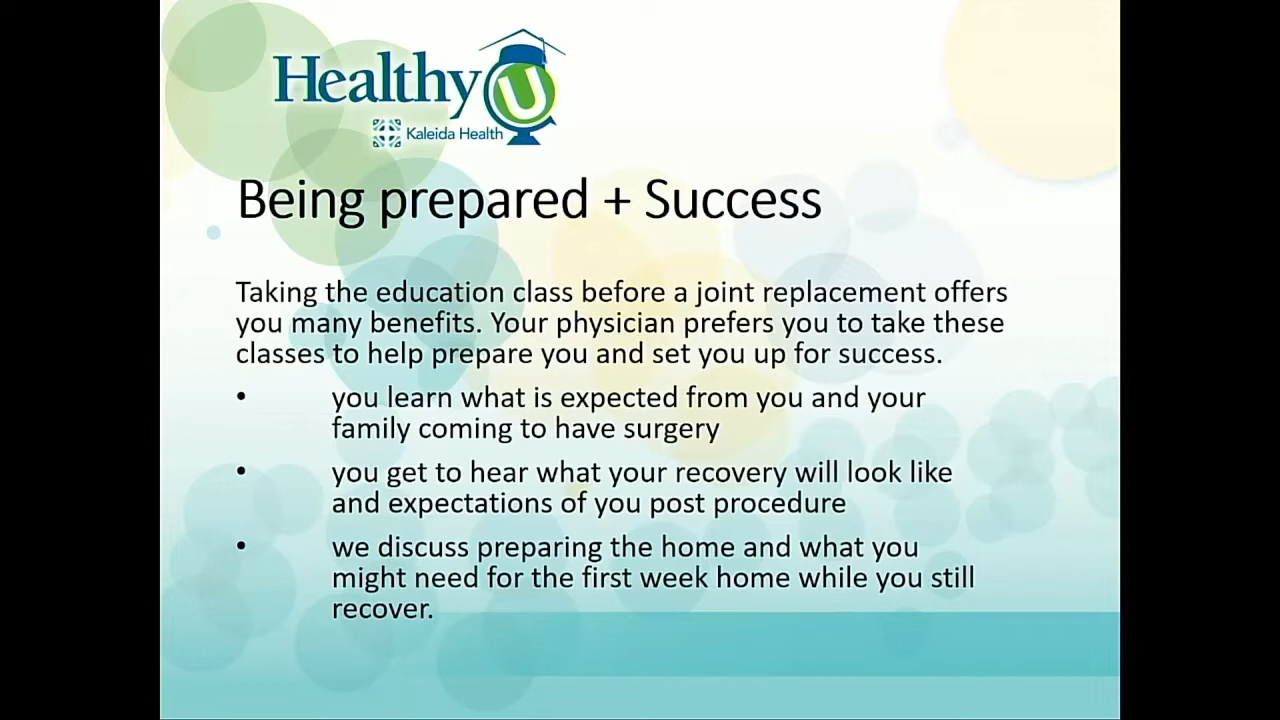 Healthy U
Kaleida Health
Being prepared + Success
Taking the education class before a joint replacement offers
you many benefits. Your physician prefers you to take these
classes to help prepare you and set you up for success.
• you learn what is expected from you and your
family coming to have surgery
• you get to hear what your recovery will look like
and expectations of you post procedure
• we discuss preparing the home and what you
might need for the first week home while you still
recover.